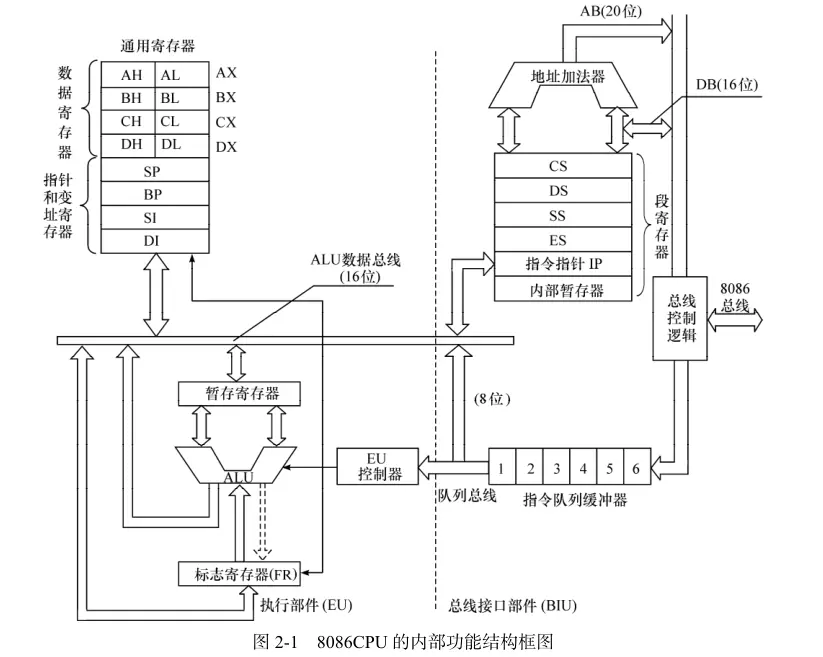 AB(20位)
通用寄存器
地址加法器
数据寄存器
AH AL AX
BH BL BX
CH CL CX
DH DL DX
DB(16位)
指针和变址寄存器
SP
BP
SI
DI
CS
DS
SS
ES
指令指针 IP
内部暂存器
段寄存器
ALU数据总线
(16位)
总线控制逻辑
8086
总线
暂存寄存器
(8位)
ALU
EU
控制器
队列总线
1 2 3 4 5 6
指令队列缓冲器
标志寄存器(FR)
执行部件(EU)
总线接口部件(BIU)
图 2-1 8086CPU 的内部功能结构框图